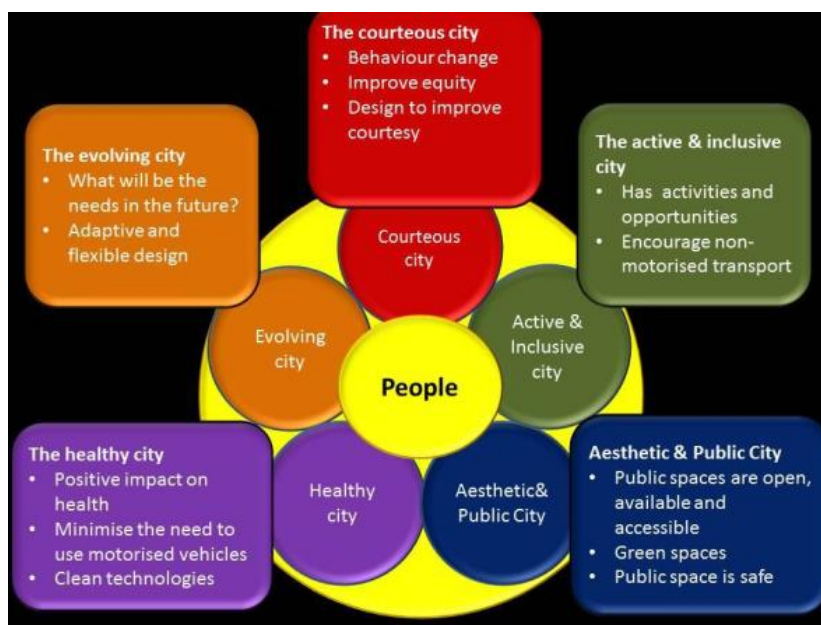 The courteous city
• Behaviour change
• Improve equity
• Design to improve
courtesy
The evolving city
• What will be the
needs in the future?
• Adaptive and
flexible design
The active & inclusive
city
• Has activities and
opportunities
• Encourage non-
motorised transport
Courteous
city
Evolving
city
Active &
Inclusive
city
People
The healthy city
• Positive impact on
health
• Minimise the need to
use motorised vehicles
• Clean technologies
Healthy
city
Aesthetic&
Public City
Aesthetic & Public City
• Public spaces are open,
available and
accessible
• Green spaces
• Public space is safe